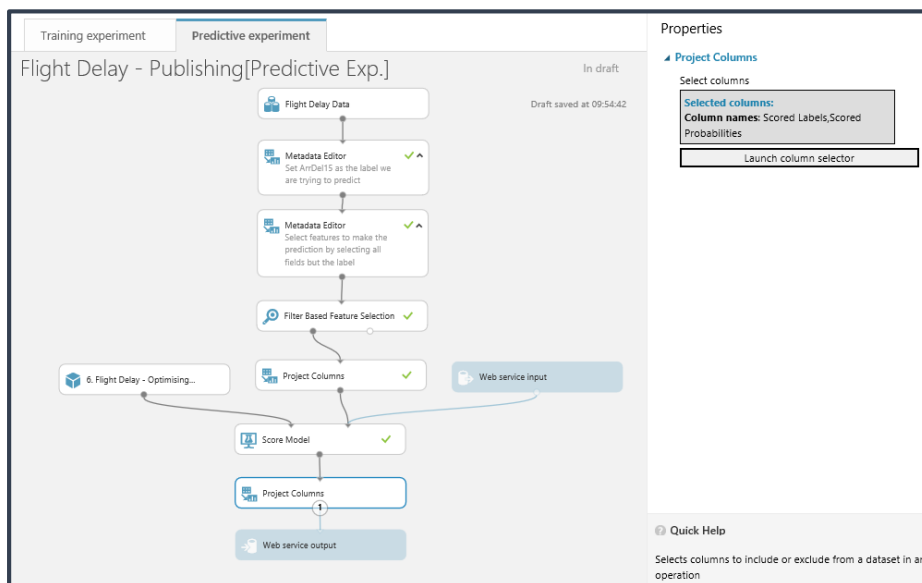 Training experiment
Predictive experiment
Flight Delay - Publishing[Predictive Exp.]
In draft
Draft saved at 09:54:42
Flight Delay Data
Metadata Editor
Set ArrDel15 as the label we
are trying to predict
Metadata Editor
Select features to make the
prediction by selecting all
fields but the label
Filter Based Feature Selection
6. Flight Delay - Optimising...
Project Columns
Web service input
Score Model
Project Columns
1
Web service output
Properties
Project Columns
Select columns
Selected columns:
Column names: Scored Labels,Scored
Probabilities
Launch column selector
? Quick Help
Selects columns to include or exclude from a dataset in an
operation